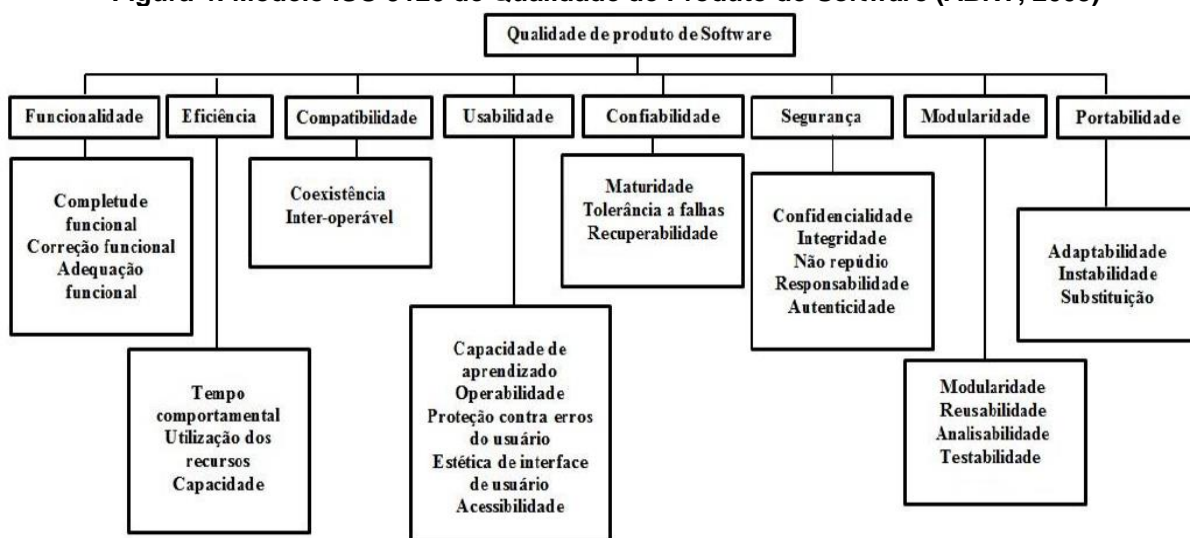 Qualidade de produto de Software
Funcionalidade
Eficiência
Compatibilidade
Usabilidade
Confiabilidade
Segurança
Modularidade
Portabilidade
Completude
funcional
Correção funcional
Adequação
funcional
Tempo
comportamental
Utilização dos
recursos
Capacidade
Coexistência
Inter-operável
Capacidade de
aprendizado
Operabilidade
Proteção contra erros
do usuário
Estética de interface
de usuário
Acessibilidade
Maturidade
Tolerância a falhas
Recuperabilidade
Confidencialidade
Integridade
Não repúdio
Responsabilidade
Autenticidade
Modularidade
Reusabilidade
Analisabilidade
Testabilidade
Adaptabilidade
Instabilidade
Substituição